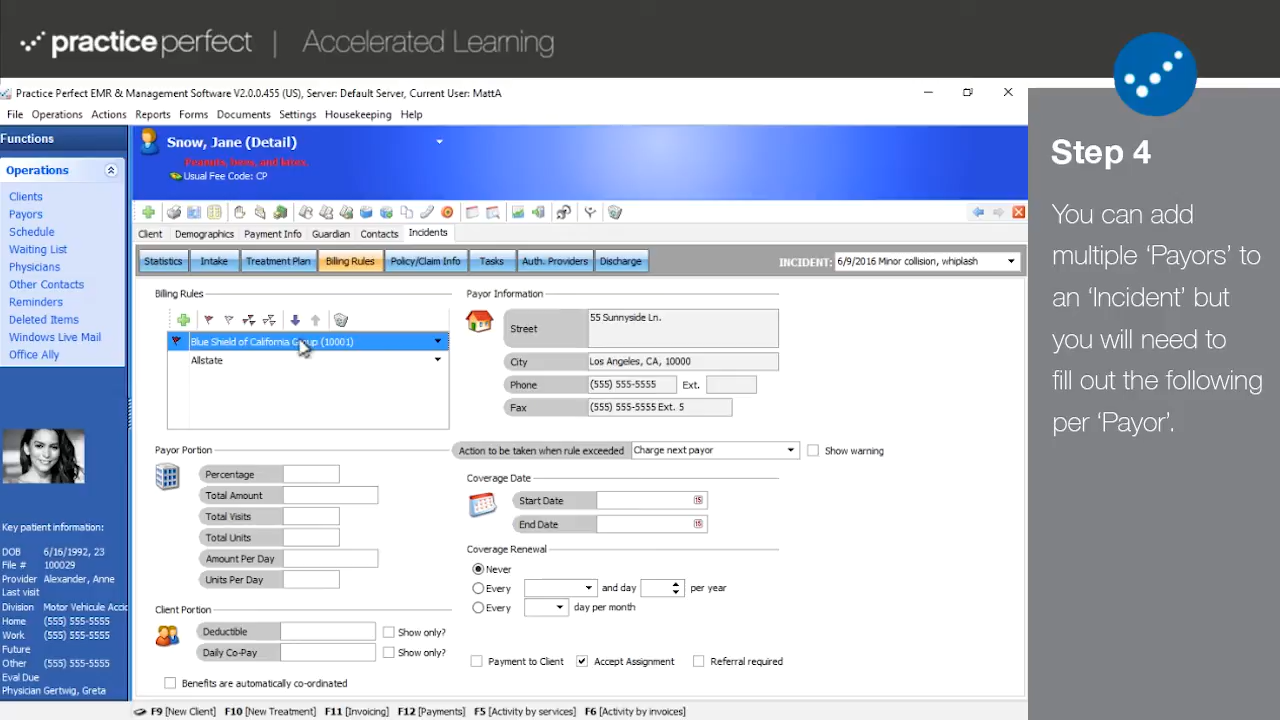 practice perfect | Accelerated Learning
Practice Perfect EMR & Management Software V2.0.0.455 (US), Server: Default Server, Current User: MattA
File Operations Actions Reports Forms Documents Settings Housekeeping Help
Functions
Operations
Clients
Payors
Schedule
Waiting List
Physicians
Other Contacts
Reminders
Deleted Items
Windows Live Mail
Office Ally
Key patient information:
DOB 6/16/1992, 23
File # 100029
Provider Alexander, Anne
Last visit
Division Motor Vehicule Accid
Home (555) 555-5555
Work (555) 555-5555
Future
Other (555) 555-5555
Eval Due
Physician Gertwig, Greta
Snow, Jane (Detail)
Peanuts, bees, and latex.
Usual Fee Code: CP
Client Demographics Payment Info Guardian Contacts Incidents
Statistics Intake Treatment Plan Billing Rules Policy/Claim Info Tasks Auth. Providers Discharge INCIDENT: 6/9/2016 Minor collision, whiplash
Billing Rules
Blue Shield of California Group (10001)
Allstate
Payor Information
Street 55 Sunnyside Ln.
City Los Angeles, CA, 10000
Phone (555) 555-5555 Ext.
Fax (555) 555-5555 Ext. 5
Payor Portion
Percentage
Total Amount
Total Visits
Total Units
Amount Per Day
Units Per Day
Action to be taken when rule exceeded Charge next payor Show warning
Coverage Date
Start Date 15
End Date 15
Coverage Renewal
Never
Every and day per year
Every day per month
Client Portion
Deductible Show only?
Daily Co-Pay Show only?
Payment to Client Accept Assignment Referral required
Benefits are automatically co-ordinated
F9 [New Client] F10 [New Treatment] F11 [Invoicing] F12 [Payments] F5 [Activity by services] F6 [Activity by invoices]
Step 4
You can add
multiple ‘Payors’ to
an ‘Incident’ but
you will need to
fill out the following
per ‘Payor’.